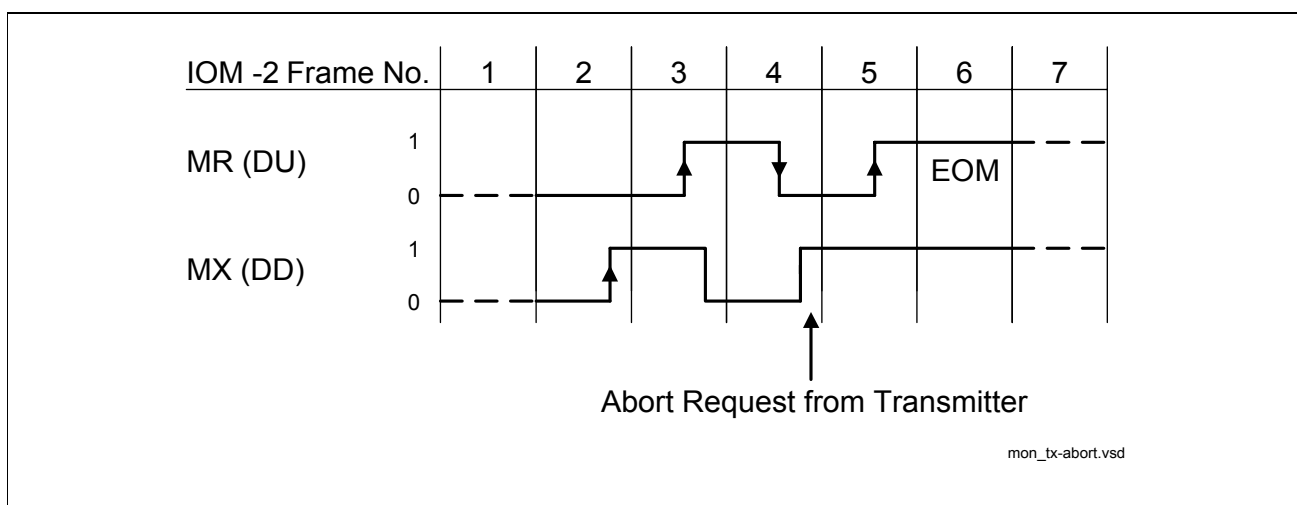 IOM -2 Frame No. 1 2 3 4 5 6 7
1
MR (DU)
0
EOM
1
MX (DD)
0
Abort Request from Transmitter
mon_tx-abort.vsd